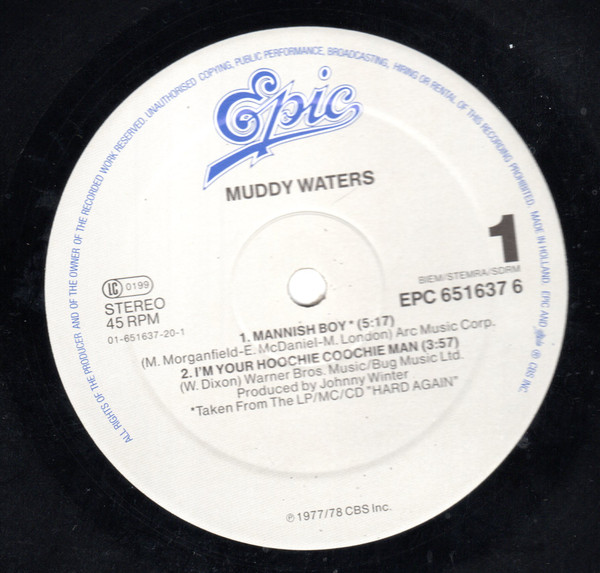 ALL RIGHTS OF THE PRODUCER AND OF THE OWNER OF THE RECORDED WORK RESERVED. UNAUTHORISED COPYING, PUBLIC PERFORMANCE, BROADCASTING, HIRING OR RENTAL OF THIS RECORDING PROHIBITED. MADE IN HOLLAND. EPIC AND ℗ CBS INC.
Epic
MUDDY WATERS
1
LC 0199
STEREO
45 RPM
01-651637-20-1
BIEM/STEMRA/SDRM
EPC 651637 6
1. MANNISH BOY* (5:17)
(M. Morganfield-E. McDaniel-M. London) Arc Music Corp.
2. I'M YOUR HOOCHIE COOCHIE MAN (3:57)
(W. Dixon) Warner Bros. Music/Bug Music Ltd.
Produced by Johnny Winter
*Taken From The LP/MC/CD "HARD AGAIN"
℗ 1977/78 CBS Inc.